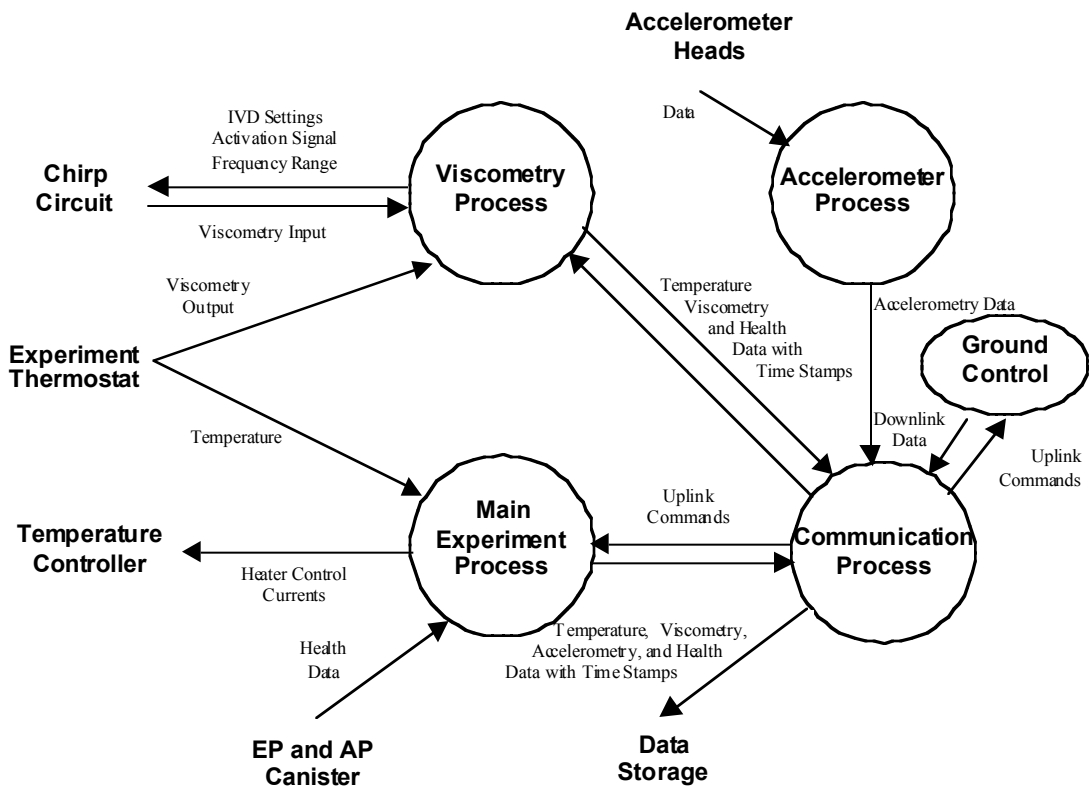 Accelerometer
Heads
Data
IVD Settings
Activation Signal
Frequency Range
Chirp
Circuit
Viscometry
Process
Accelerometer
Process
Viscometry Input
Viscometry
Output
Temperature
Viscometry
and Health
Data with
Time Stamps
Accelerometry Data
Ground
Control
Experiment
Thermostat
Downlink
Data
Uplink
Commands
Temperature
Main
Experiment
Process
Uplink
Commands
Communication
Process
Temperature
Controller
Heater Control
Currents
Health
Data
Temperature, Viscometry,
Accelerometry, and Health
Data with Time Stamps
EP and AP
Canister
Data
Storage